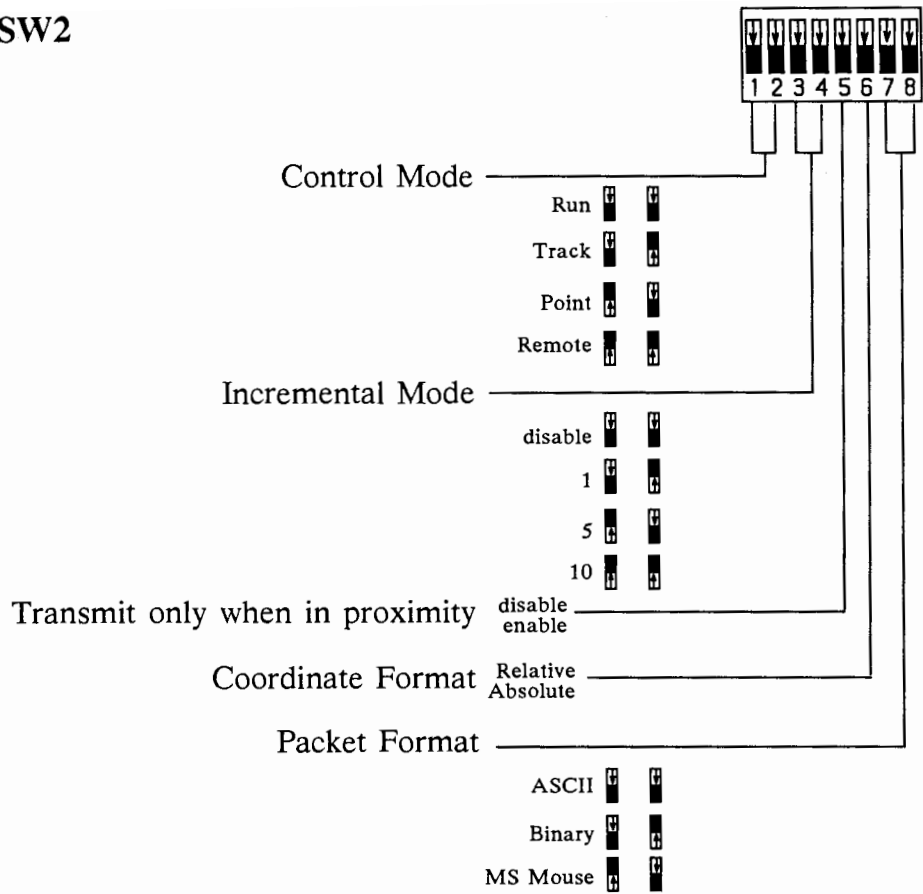 SW2
1 2 3 4 5 6 7 8
Control Mode
Run
Track
Point
Remote
Incremental Mode
disable
1
5
10
Transmit only when in proximity
disable
enable
Coordinate Format
Relative
Absolute
Packet Format
ASCII
Binary
MS Mouse